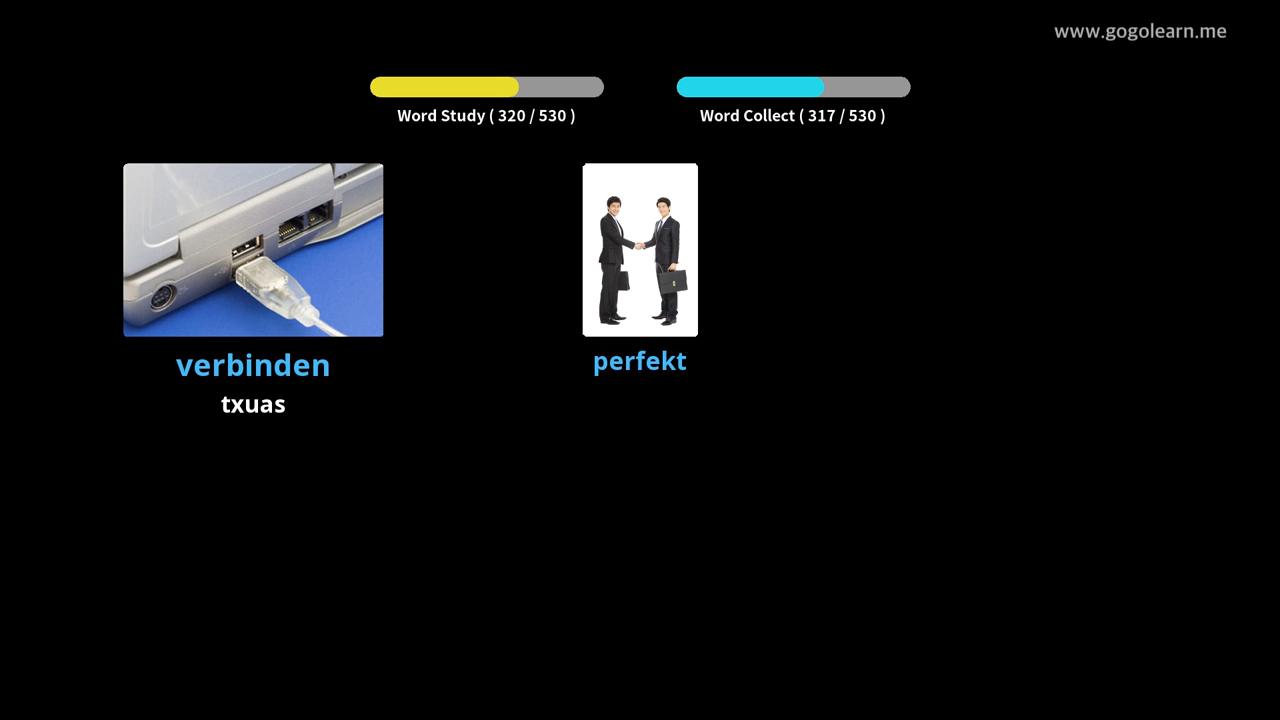 www.gogolearn.me
Word Study ( 320 / 530 )
Word Collect ( 317 / 530 )
verbinden
txuas
perfekt